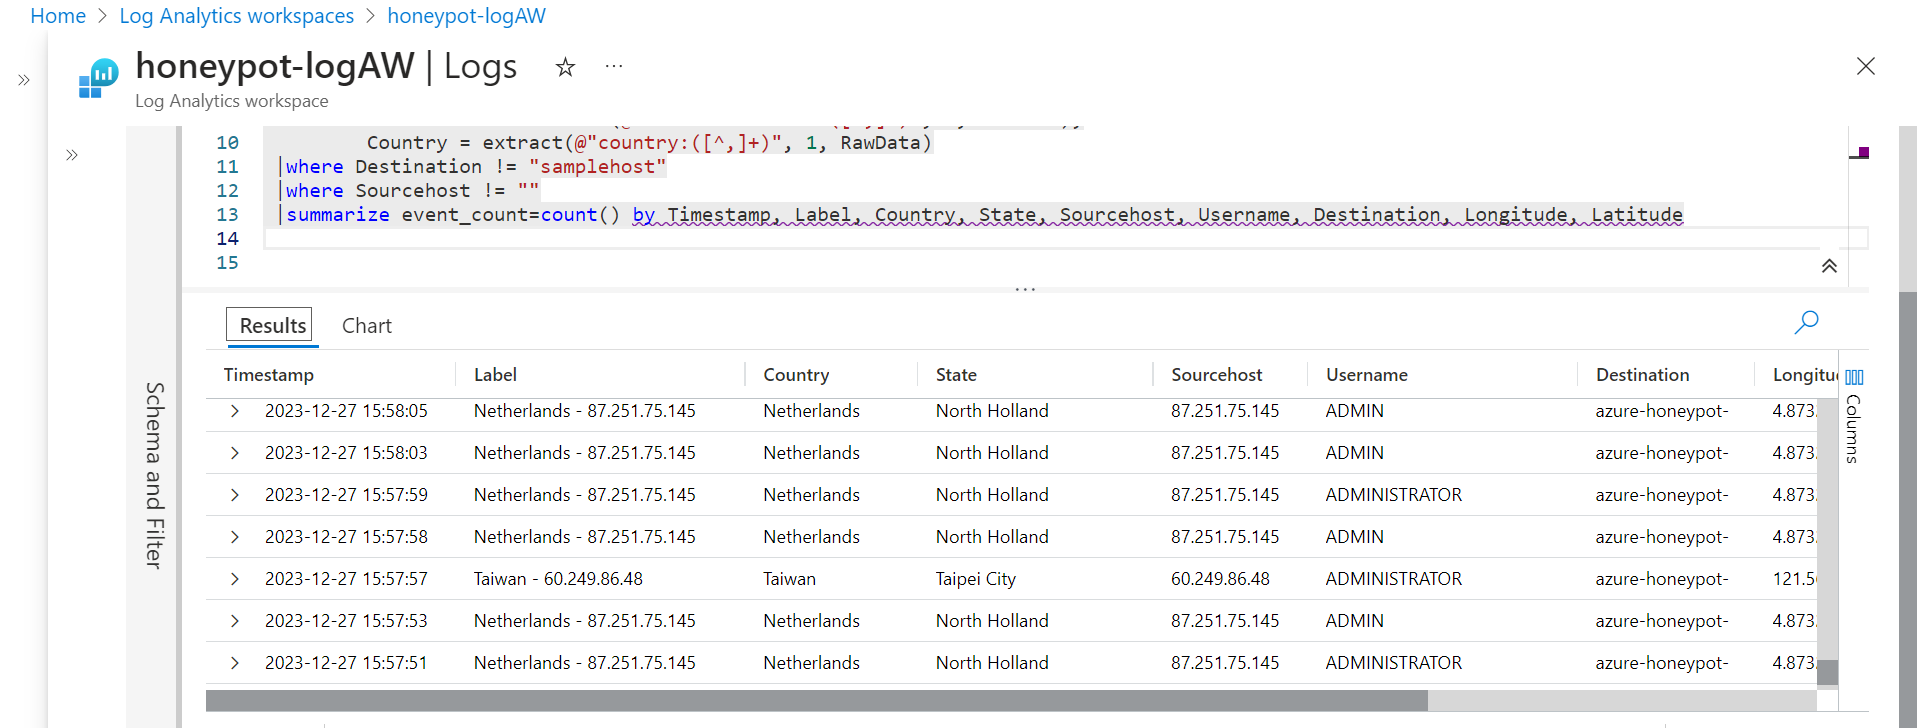 Home > Log Analytics workspaces > honeypot-logAW
honeypot-logAW | Logs
Log Analytics workspace
10 Country = extract(@"country:([^,]+)", 1, RawData)
11 |where Destination != "samplehost"
12 |where Sourcehost != ""
13 |summarize event_count=count() by Timestamp, Label, Country, State, Sourcehost, Username, Destination, Longitude, Latitude
14
15
Schema and Filter
Results Chart
Timestamp Label Country State Sourcehost Username Destination Longitu
Columns
2023-12-27 15:58:05 Netherlands - 87.251.75.145 Netherlands North Holland 87.251.75.145 ADMIN azure-honeypot- 4.873.
2023-12-27 15:58:03 Netherlands - 87.251.75.145 Netherlands North Holland 87.251.75.145 ADMIN azure-honeypot- 4.873.
2023-12-27 15:57:59 Netherlands - 87.251.75.145 Netherlands North Holland 87.251.75.145 ADMINISTRATOR azure-honeypot- 4.873.
2023-12-27 15:57:58 Netherlands - 87.251.75.145 Netherlands North Holland 87.251.75.145 ADMIN azure-honeypot- 4.873.
2023-12-27 15:57:57 Taiwan - 60.249.86.48 Taiwan Taipei City 60.249.86.48 ADMINISTRATOR azure-honeypot- 121.5
2023-12-27 15:57:53 Netherlands - 87.251.75.145 Netherlands North Holland 87.251.75.145 ADMIN azure-honeypot- 4.873.
2023-12-27 15:57:51 Netherlands - 87.251.75.145 Netherlands North Holland 87.251.75.145 ADMINISTRATOR azure-honeypot- 4.873.